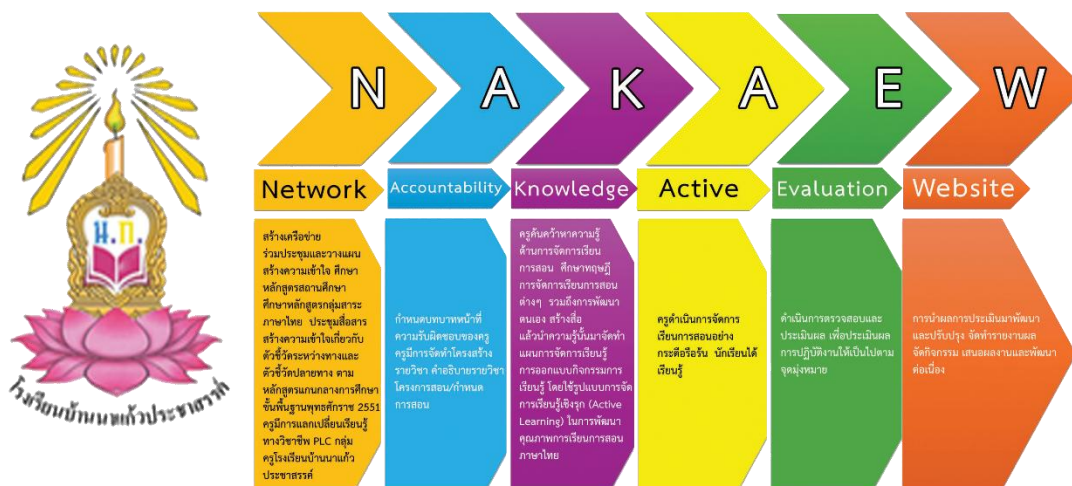 น.ก.
โรงเรียนบ้านนาแก้วประชาสรรค์
N A K A E W
Network
Accountability
Knowledge
Active
Evaluation
Website
สร้างเครือข่าย
ร่วมประชุมและวางแผน
สร้างความเข้าใจ ศึกษา
หลักสูตรสถานศึกษา
ศึกษาหลักสูตรกลุ่มสาระ
ภาษาไทย ประชุมสื่อสาร
สร้างความเข้าใจเกี่ยวกับ
ตัวชี้วัดระหว่างทางและ
ตัวชี้วัดปลายทาง ตาม
หลักสูตรแกนกลางการศึกษา
ขั้นพื้นฐานพุทธศักราช 2551
ครูมีการแลกเปลี่ยนเรียนรู้
ทางวิชาชีพ PLC กลุ่ม
ครูโรงเรียนบ้านนาแก้ว
ประชาสรรค์
กำหนดบทบาทหน้าที่
ความรับผิดชอบของครู
ครูมีการจัดทำโครงสร้าง
รายวิชา คำอธิบายรายวิชา
โครงการสอน/กำหนด
การสอน
ครูค้นคว้าหาความรู้
ด้านการจัดการเรียน
การสอน ศึกษาทฤษฎี
การจัดการเรียนการสอน
ต่างๆ รวมถึงการพัฒนา
ตนเอง สร้างสื่อ
แล้วนำความรู้นั้นมาจัดทำ
แผนการจัดการเรียนรู้
การออกแบบกิจกรรมการ
เรียนรู้ โดยใช้รูปแบบการจัด
การเรียนรู้เชิงรุก (Active
Learning) ในการพัฒนา
คุณภาพการเรียนการสอน
ภาษาไทย
ครูดำเนินการจัดการ
เรียนการสอนอย่าง
กระตือรือร้น นักเรียนได้
เรียนรู้
ดำเนินการตรวจสอบและ
ประเมินผล เพื่อประเมินผล
การปฏิบัติงานให้เป็นไปตาม
จุดมุ่งหมาย
การนำผลการประเมินมาพัฒนา
และปรับปรุง จัดทำรายงานผล
จัดกิจกรรม เสนอผลงานและพัฒนา
ต่อเนื่อง